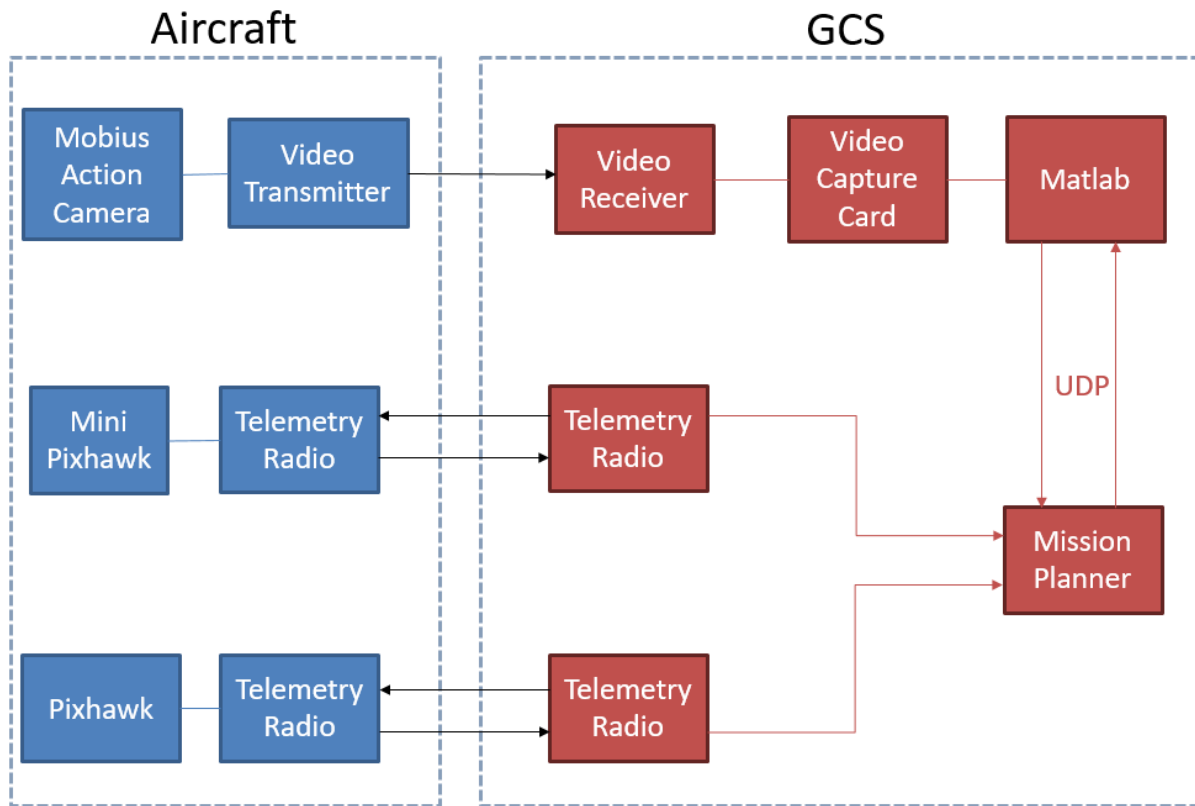 Aircraft
GCS
Mobius
Action
Camera
Video
Transmitter
Video
Receiver
Video
Capture
Card
Matlab
UDP
Mini
Pixhawk
Telemetry
Radio
Telemetry
Radio
Mission
Planner
Pixhawk
Telemetry
Radio
Telemetry
Radio